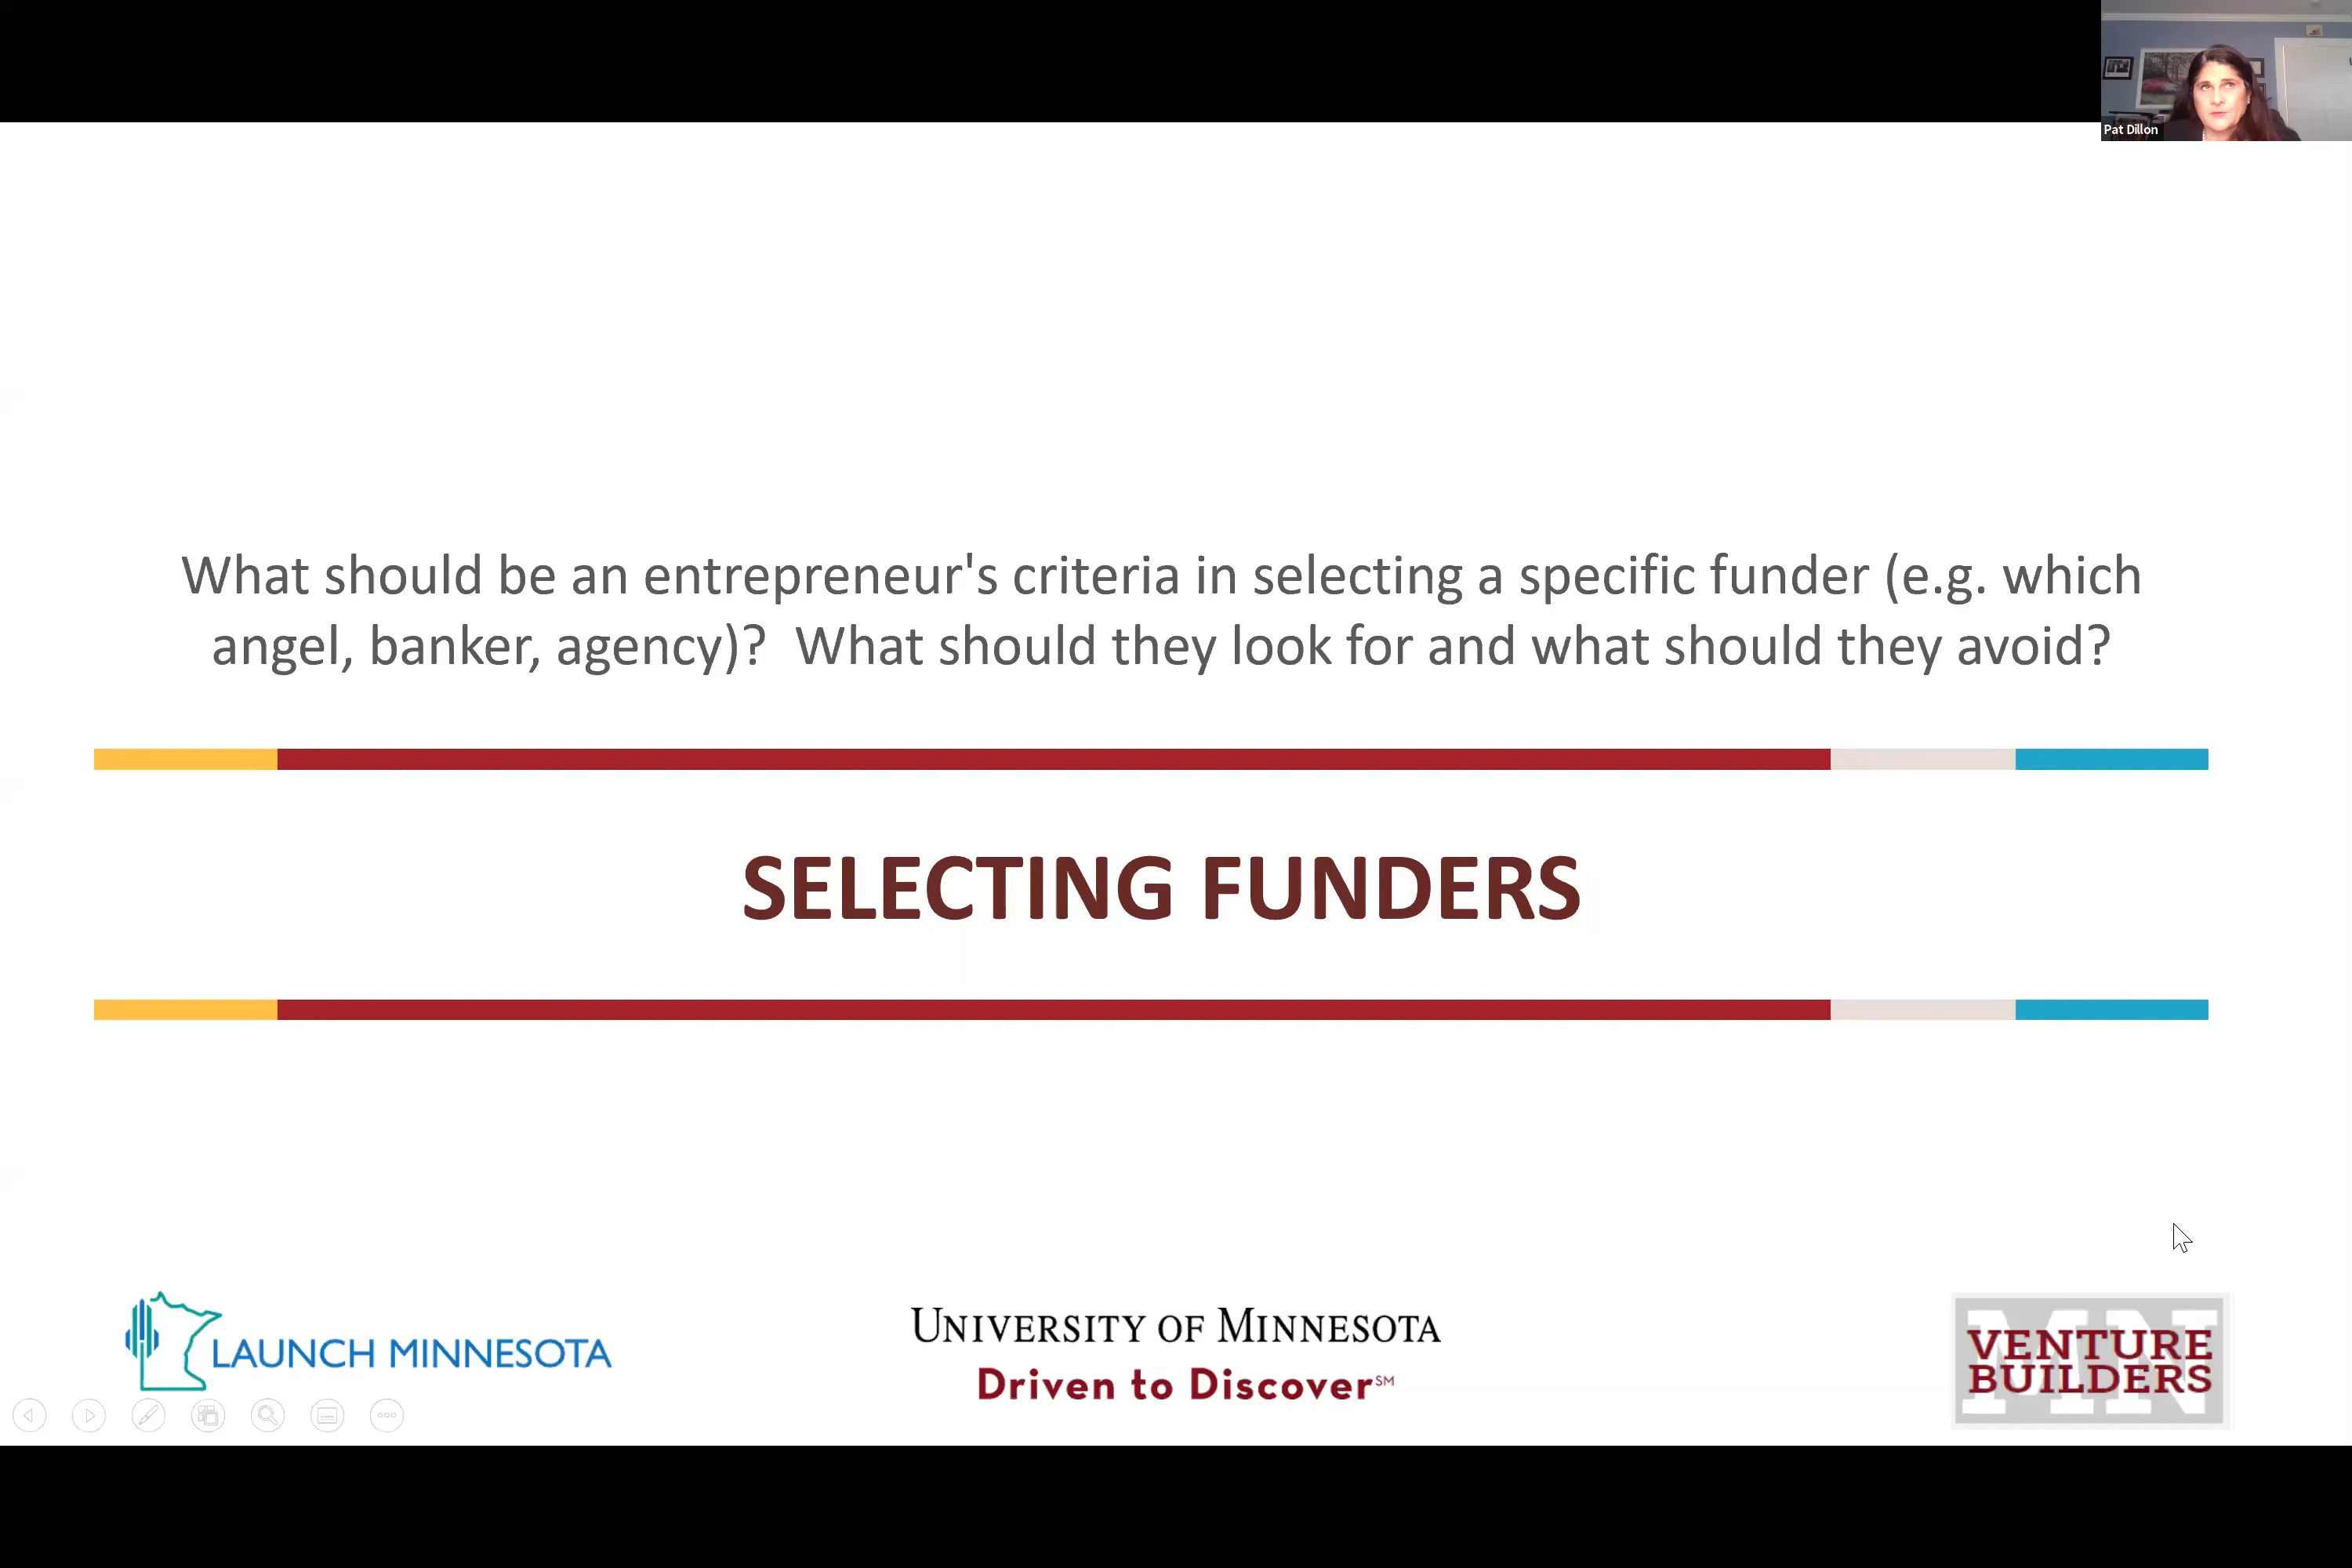 Pat Dillon
What should be an entrepreneur's criteria in selecting a specific funder (e.g. which
angel, banker, agency)?  What should they look for and what should they avoid?
SELECTING FUNDERS
LAUNCH MINNESOTA
UNIVERSITY OF MINNESOTA
Driven to Discover℠
MN
VENTURE
BUILDERS